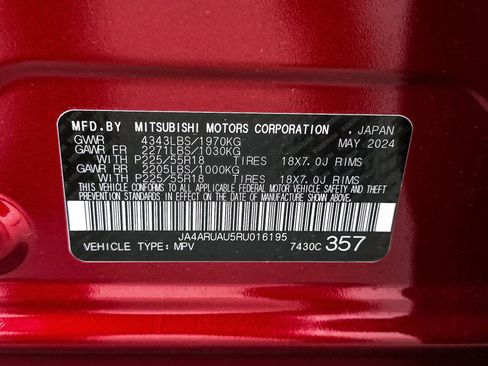 MFD.BY MITSUBISHI MOTORS CORPORATION , JAPAN
GVWR 4343LBS/1970KG MAY 2024
GAWR FR 2271LBS/1030KG
WITH P225/55R18 TIRES 18X7.0J RIMS
GAWR RR 2205LBS/1000KG
WITH P225/55R18 TIRES 18X7.0J RIMS
THIS VEHICLE CONFORMS TO ALL APPLICABLE FEDERAL MOTOR VEHICLE SAFETY, BUMPER AND THEFT
PREVENTION STANDARDS IN EFFECT ON THE DATE OF MANUFACTURE SHOWN ABOVE.
JA4ARUAU5RU016195
VEHICLE TYPE: MPV 7430C 357